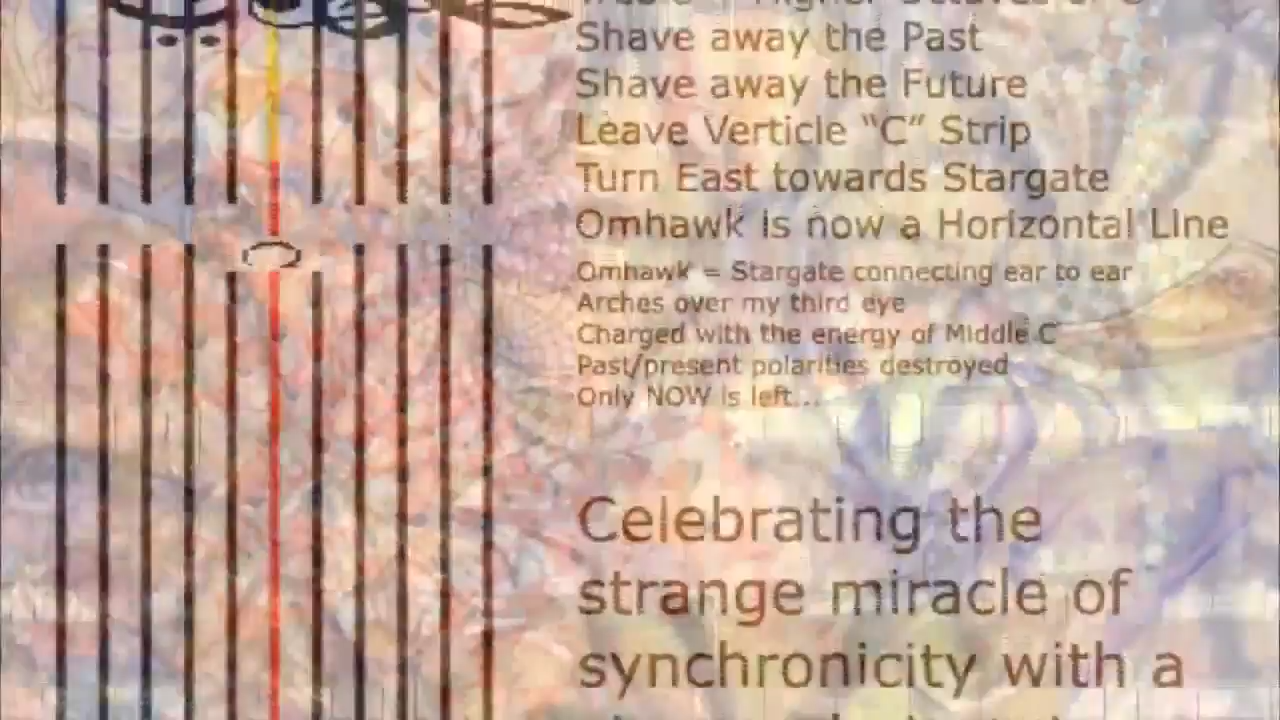 Shave away the Past
Shave away the Future
Leave Verticle “C” Strip
Turn East towards Stargate
Omhawk is now a Horizontal Line
Omhawk = Stargate connecting ear to ear
Arches over my third eye
Charged with the energy of Middle C
Past/present polarities destroyed
Only NOW is left...
Celebrating the
strange miracle of
synchronicity with a